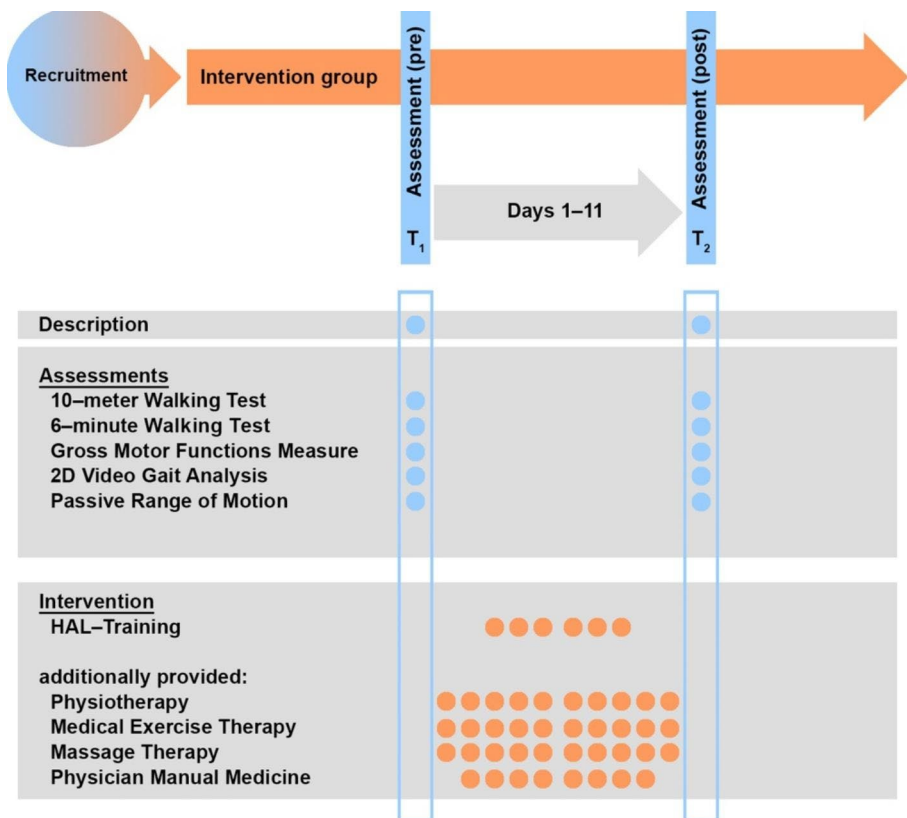 Recruitment
Intervention group
Assessment (pre)
T1
Days 1–11
Assessment (post)
T2
Description
Assessments
10–meter Walking Test
6–minute Walking Test
Gross Motor Functions Measure
2D Video Gait Analysis
Passive Range of Motion
Intervention
HAL–Training
additionally provided:
Physiotherapy
Medical Exercise Therapy
Massage Therapy
Physician Manual Medicine